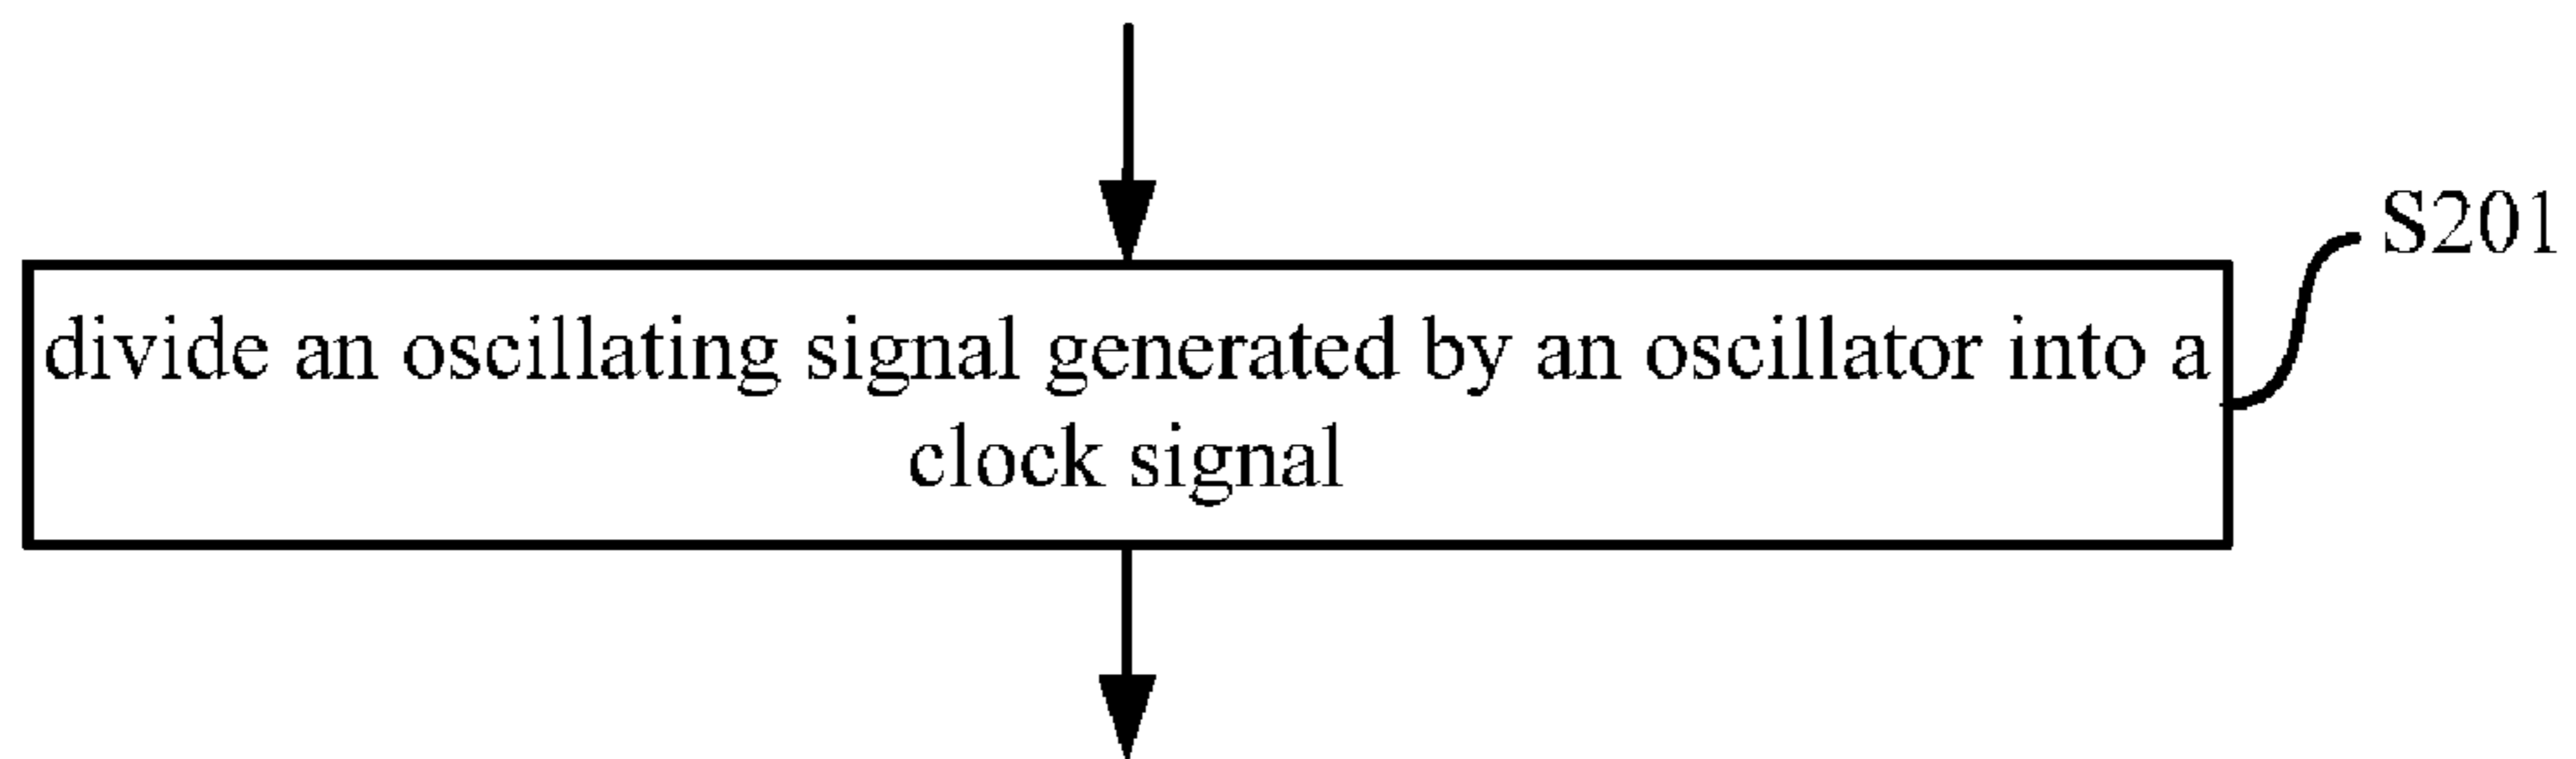 S201
divide an oscillating signal generated by an oscillator into a
clock signal